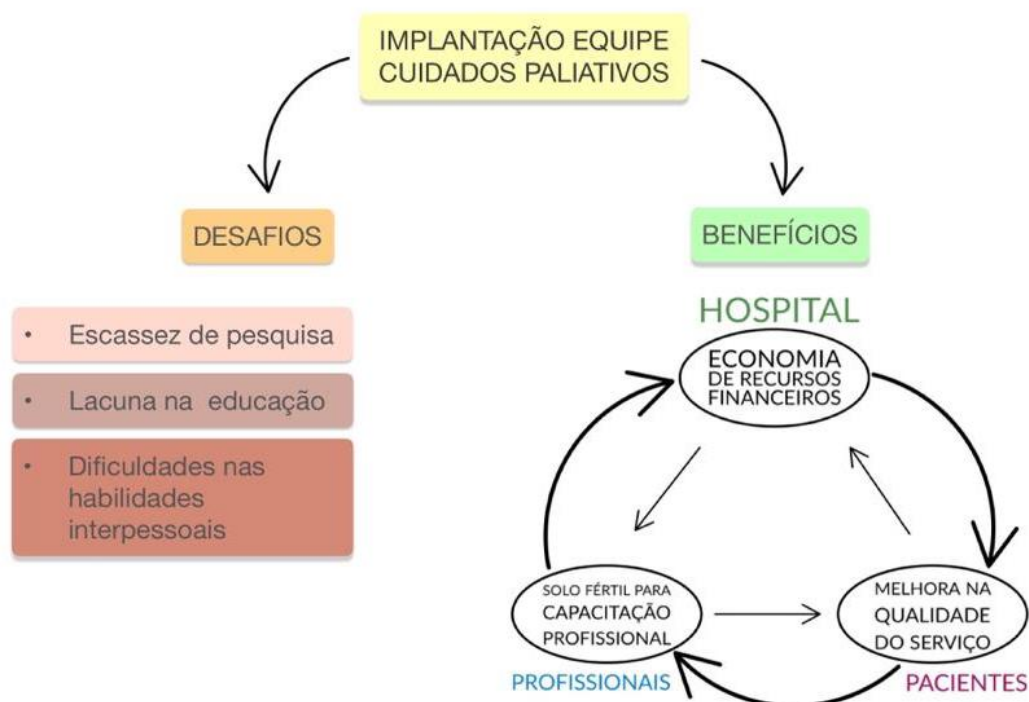 IMPLANTAÇÃO EQUIPE
CUIDADOS PALIATIVOS
DESAFIOS
• Escassez de pesquisa
• Lacuna na educação
• Dificuldades nas
habilidades
interpessoais
BENEFÍCIOS
HOSPITAL
ECONOMIA
DE RECURSOS
FINANCEIROS
SOLO FÉRTIL PARA
CAPACITAÇÃO
PROFISSIONAL
PROFISSIONAIS
MELHORA NA
QUALIDADE
DO SERVIÇO
PACIENTES